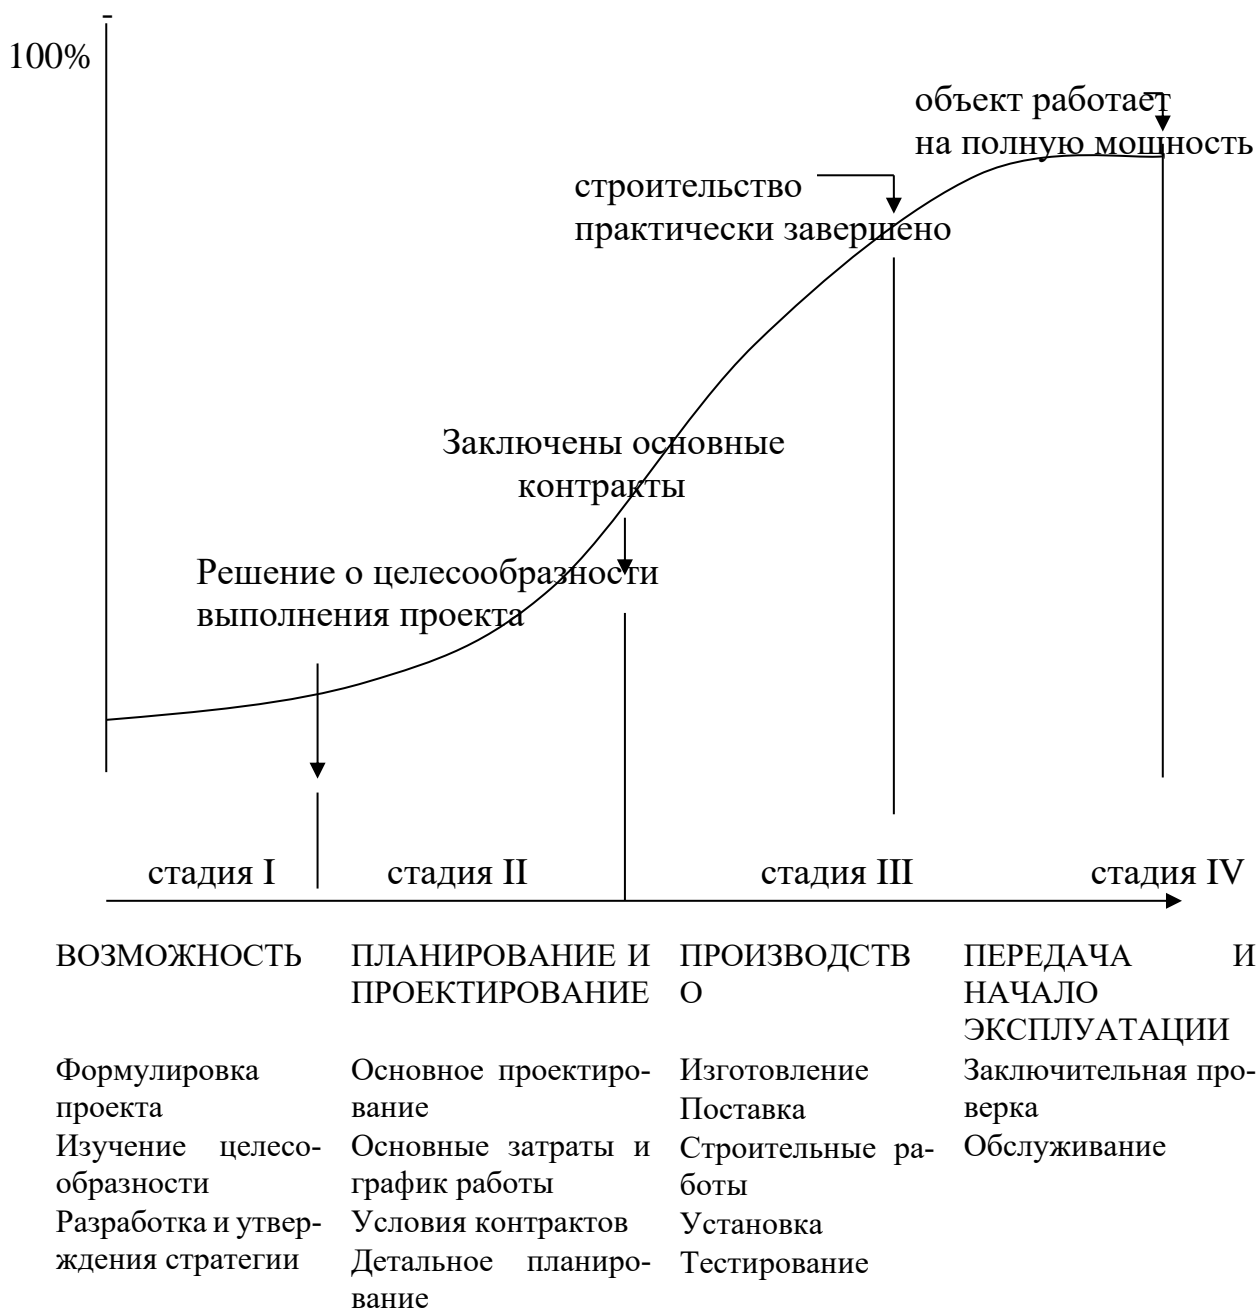 100%
объект работает
на полную мощность
строительство
практически завершено
Заключены основные
контракты
Решение о целесообразности
выполнения проекта
стадия I
стадия II
стадия III
стадия IV
ВОЗМОЖНОСТЬ
ПЛАНИРОВАНИЕ И
ПРОЕКТИРОВАНИЕ
ПРОИЗВОДСТВ
О
ПЕРЕДАЧА И
НАЧАЛО
ЭКСПЛУАТАЦИИ
Формулировка
проекта
Изучение целесо-
образности
Разработка и утвер-
ждения стратегии
Основное проектиро-
вание
Основные затраты и
график работы
Условия контрактов
Детальное планиро-
вание
Изготовление
Поставка
Строительные ра-
боты
Установка
Тестирование
Заключительная про-
верка
Обслуживание